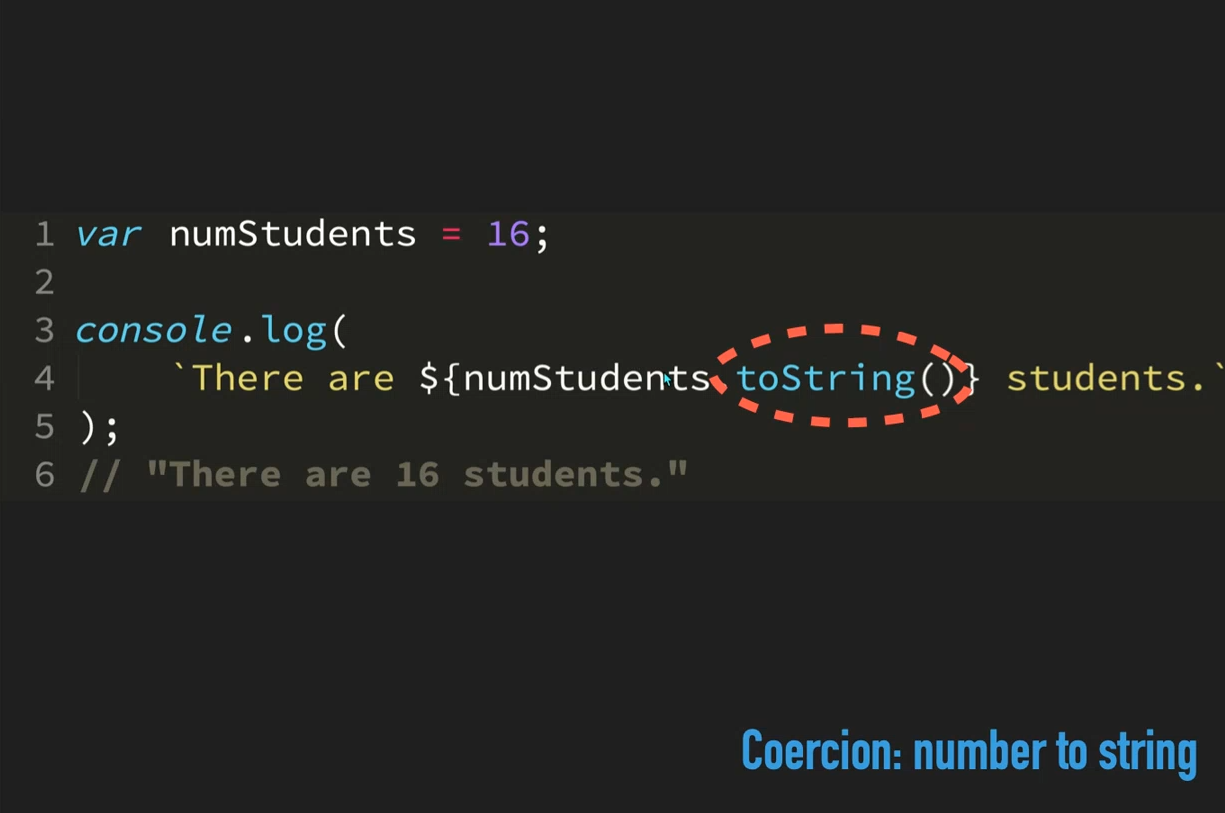 1 var numStudents = 16;
2
3 console.log(
4 `There are ${numStudents toString()} students.`
5 );
6 // "There are 16 students."
Coercion: number to string